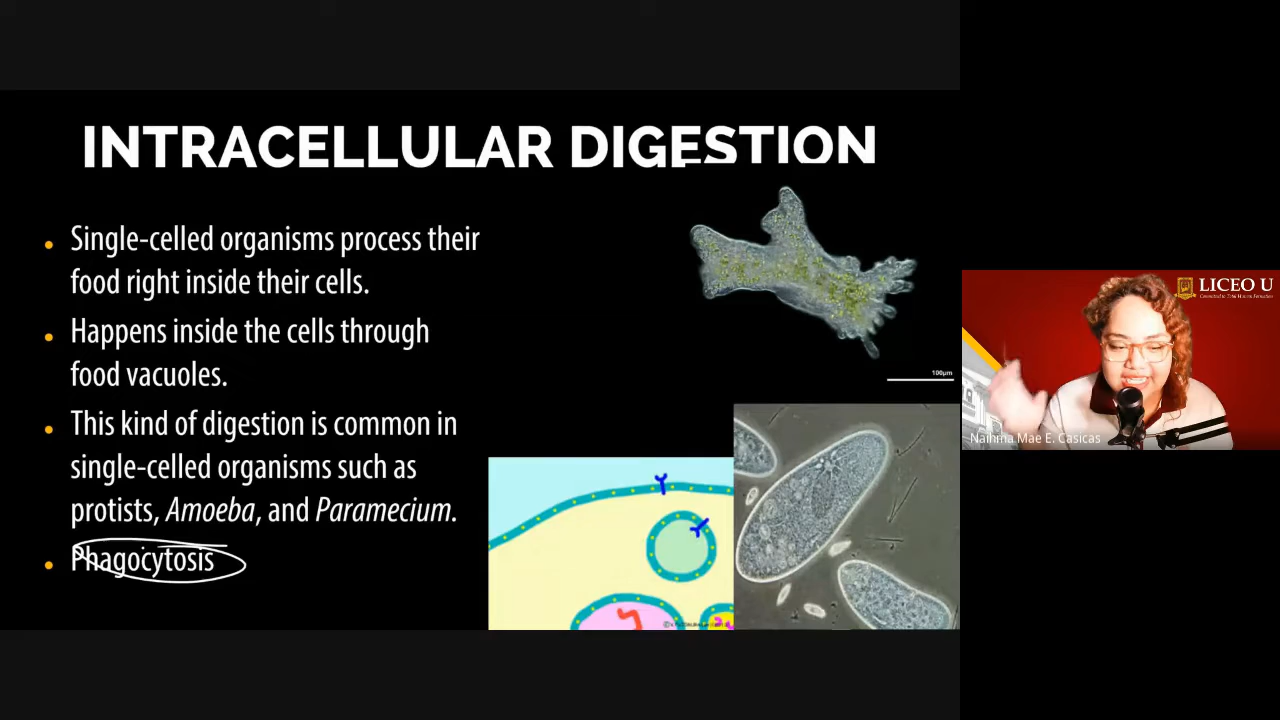 INTRACELLULAR DIGESTION
• Single-celled organisms process their
food right inside their cells.
• Happens inside the cells through
food vacuoles.
• This kind of digestion is common in
single-celled organisms such as
protists, Amoeba, and Paramecium.
• Phagocytosis
100µm
LICEO U
Naihma Mae E. Casicas